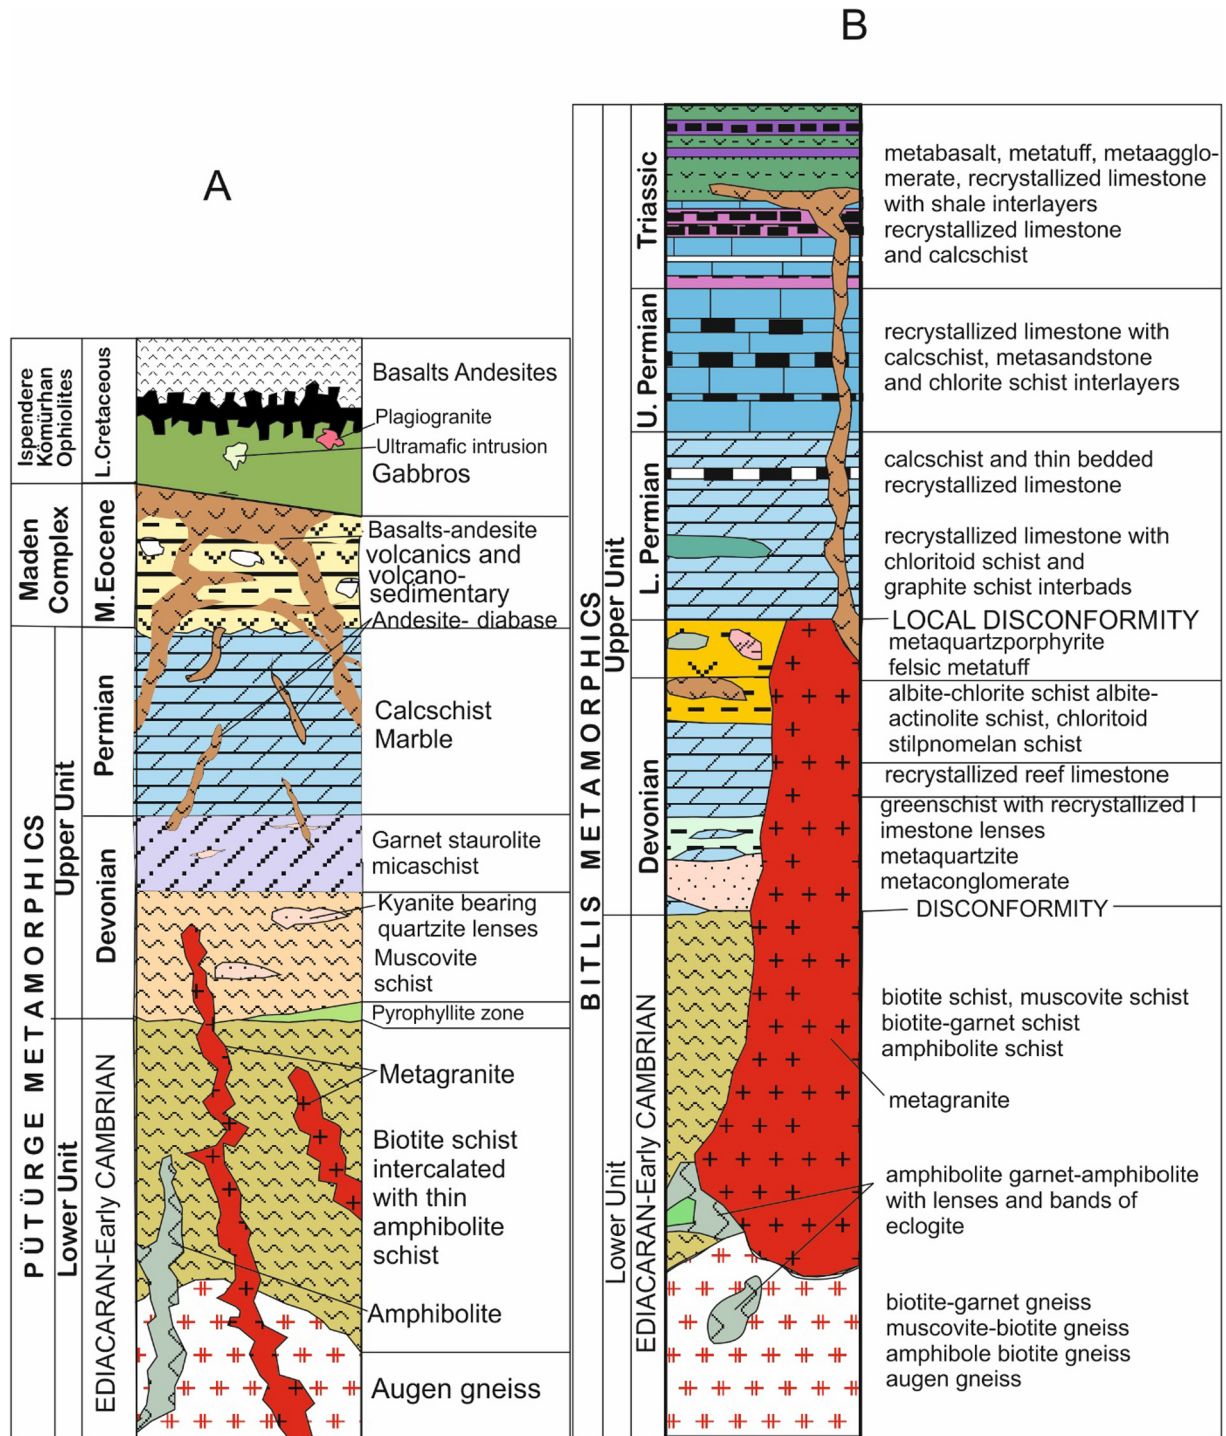 A
Ispendere
Kömürhan
Ophiolites
L.Cretaceous
Basalts Andesites
Plagiogranite
Ultramafic intrusion
Gabbros
Maden
Complex
M.Eocene
Basalts-andesite
volcanics and
volcano-
sedimentary
Andesite- diabase
PÜTÜRGE METAMORPHICS
Upper Unit
Permian
Calcschist
Marble
Devonian
Garnet staurolite
micaschist
Kyanite bearing
quartzite lenses
Muscovite
schist
Pyrophyllite zone
Lower Unit
EDIACARAN-Early CAMBRIAN
Metagranite
Biotite schist
intercalated
with thin
amphibolite
schist
Amphibolite
Augen gneiss
B
BITLIS METAMORPHICS
Upper Unit
Triassic
metabasalt, metatuff, metaagglo-
merate, recrystallized limestone
with shale interlayers
recrystallized limestone
and calcschist
U. Permian
recrystallized limestone with
calcschist, metasandstone
and chlorite schist interlayers
L. Permian
calcschist and thin bedded
recrystallized limestone
recrystallized limestone with
chloritoid schist and
graphite schist interbads
LOCAL DISCONFORMITY
metaquartzporphyrite
felsic metatuff
Devonian
albite-chlorite schist albite-
actinolite schist, chloritoid
stilpnomelan schist
recrystallized reef limestone
greenschist with recrystallized l
imestone lenses
metaquartzite
metaconglomerate
DISCONFORMITY
Lower Unit
EDIACARAN-Early CAMBRIAN
biotite schist, muscovite schist
biotite-garnet schist
amphibolite schist
metagranite
amphibolite garnet-amphibolite
with lenses and bands of
eclogite
biotite-garnet gneiss
muscovite-biotite gneiss
amphibole biotite gneiss
augen gneiss